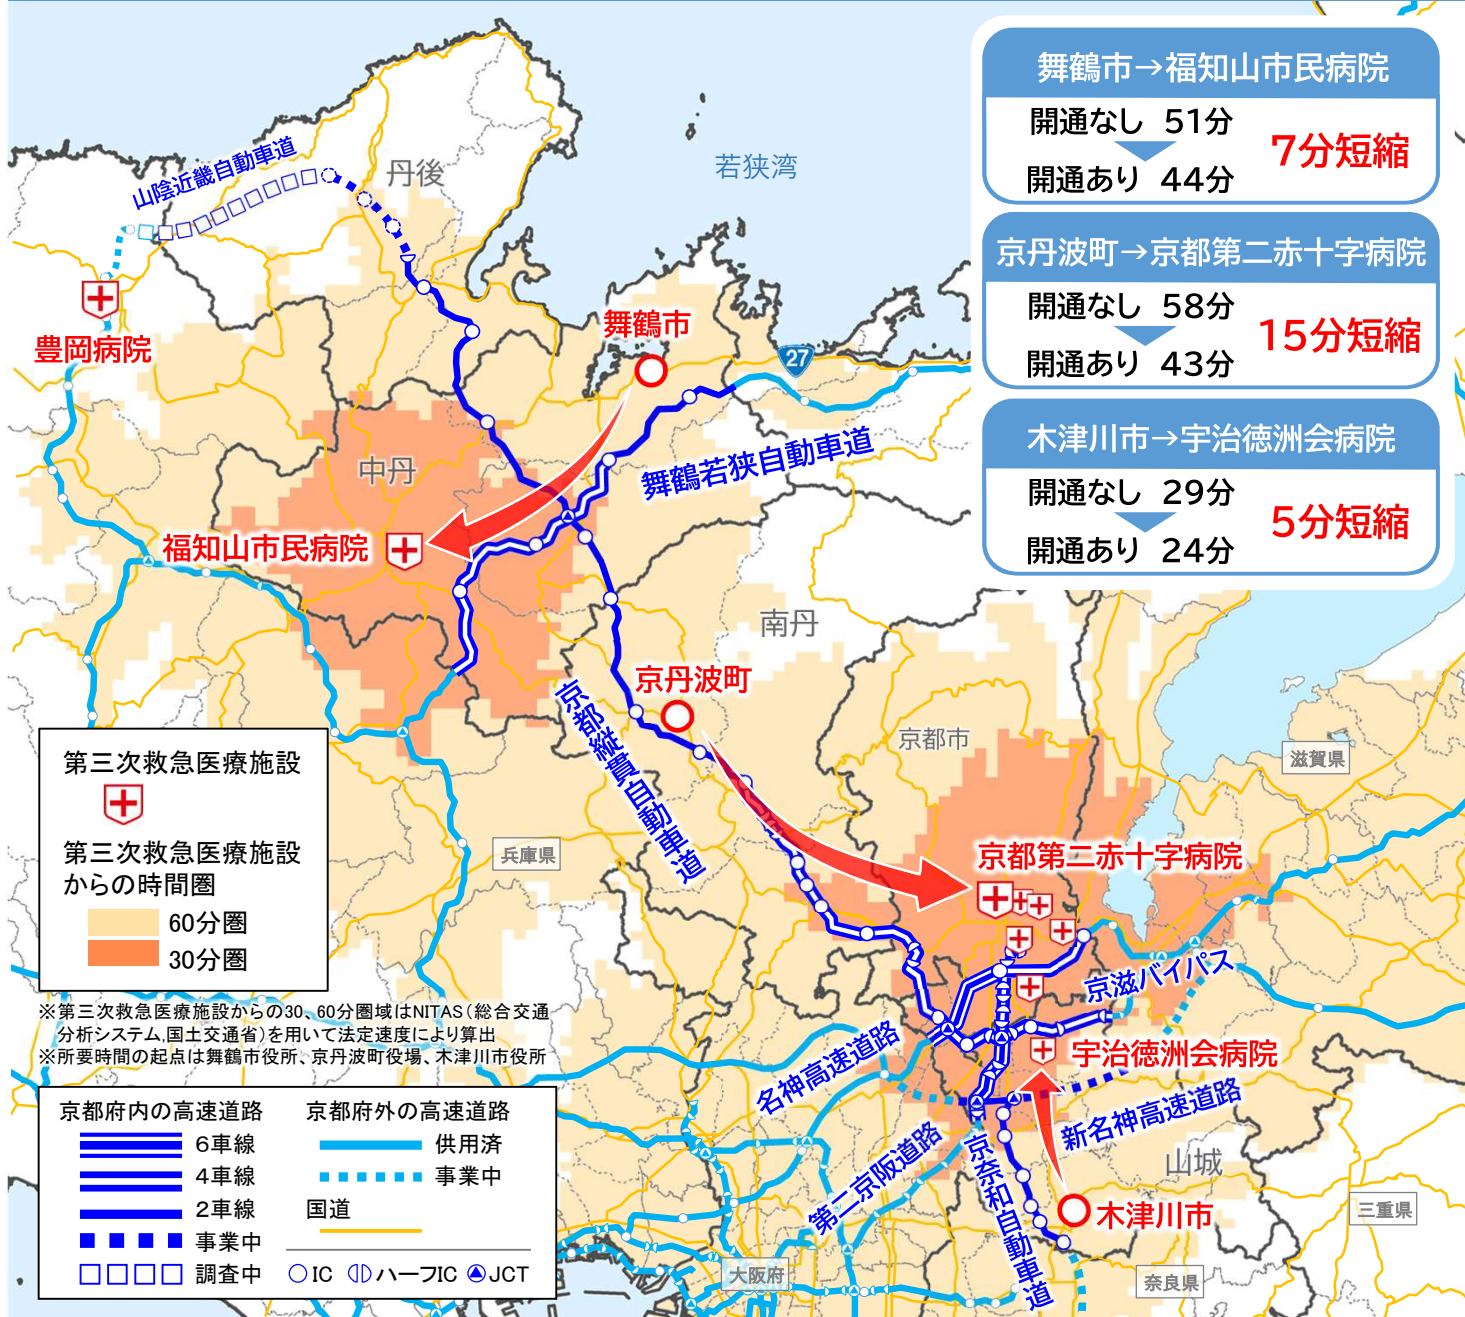 舞鶴市→福知山市民病院
開通なし 51分
7分短縮
開通あり 44分
京丹波町→京都第二赤十字病院
開通なし 58分
15分短縮
開通あり 43分
木津川市→宇治徳洲会病院
開通なし 29分
5分短縮
開通あり 24分
山陰近畿自動車道
丹後
若狭湾
豊岡病院
舞鶴市
27
舞鶴若狭自動車道
中丹
福知山市民病院
南丹
京丹波町
京都縦貫自動車道
京都市
滋賀県
兵庫県
京都第二赤十字病院
京滋バイパス
宇治徳洲会病院
名神高速道路
新名神高速道路
第二京阪道路
京奈和自動車道
山城
木津川市
三重県
奈良県
大阪府
第三次救急医療施設
第三次救急医療施設
からの時間圏
60分圏
30分圏
※第三次救急医療施設からの30、60分圏域はNITAS(総合交通
分析システム,国土交通省)を用いて法定速度により算出
※所要時間の起点は舞鶴市役所、京丹波町役場、木津川市役所
京都府内の高速道路
6車線
4車線
2車線
事業中
調査中
京都府外の高速道路
供用済
事業中
国道
IC ハーフIC JCT